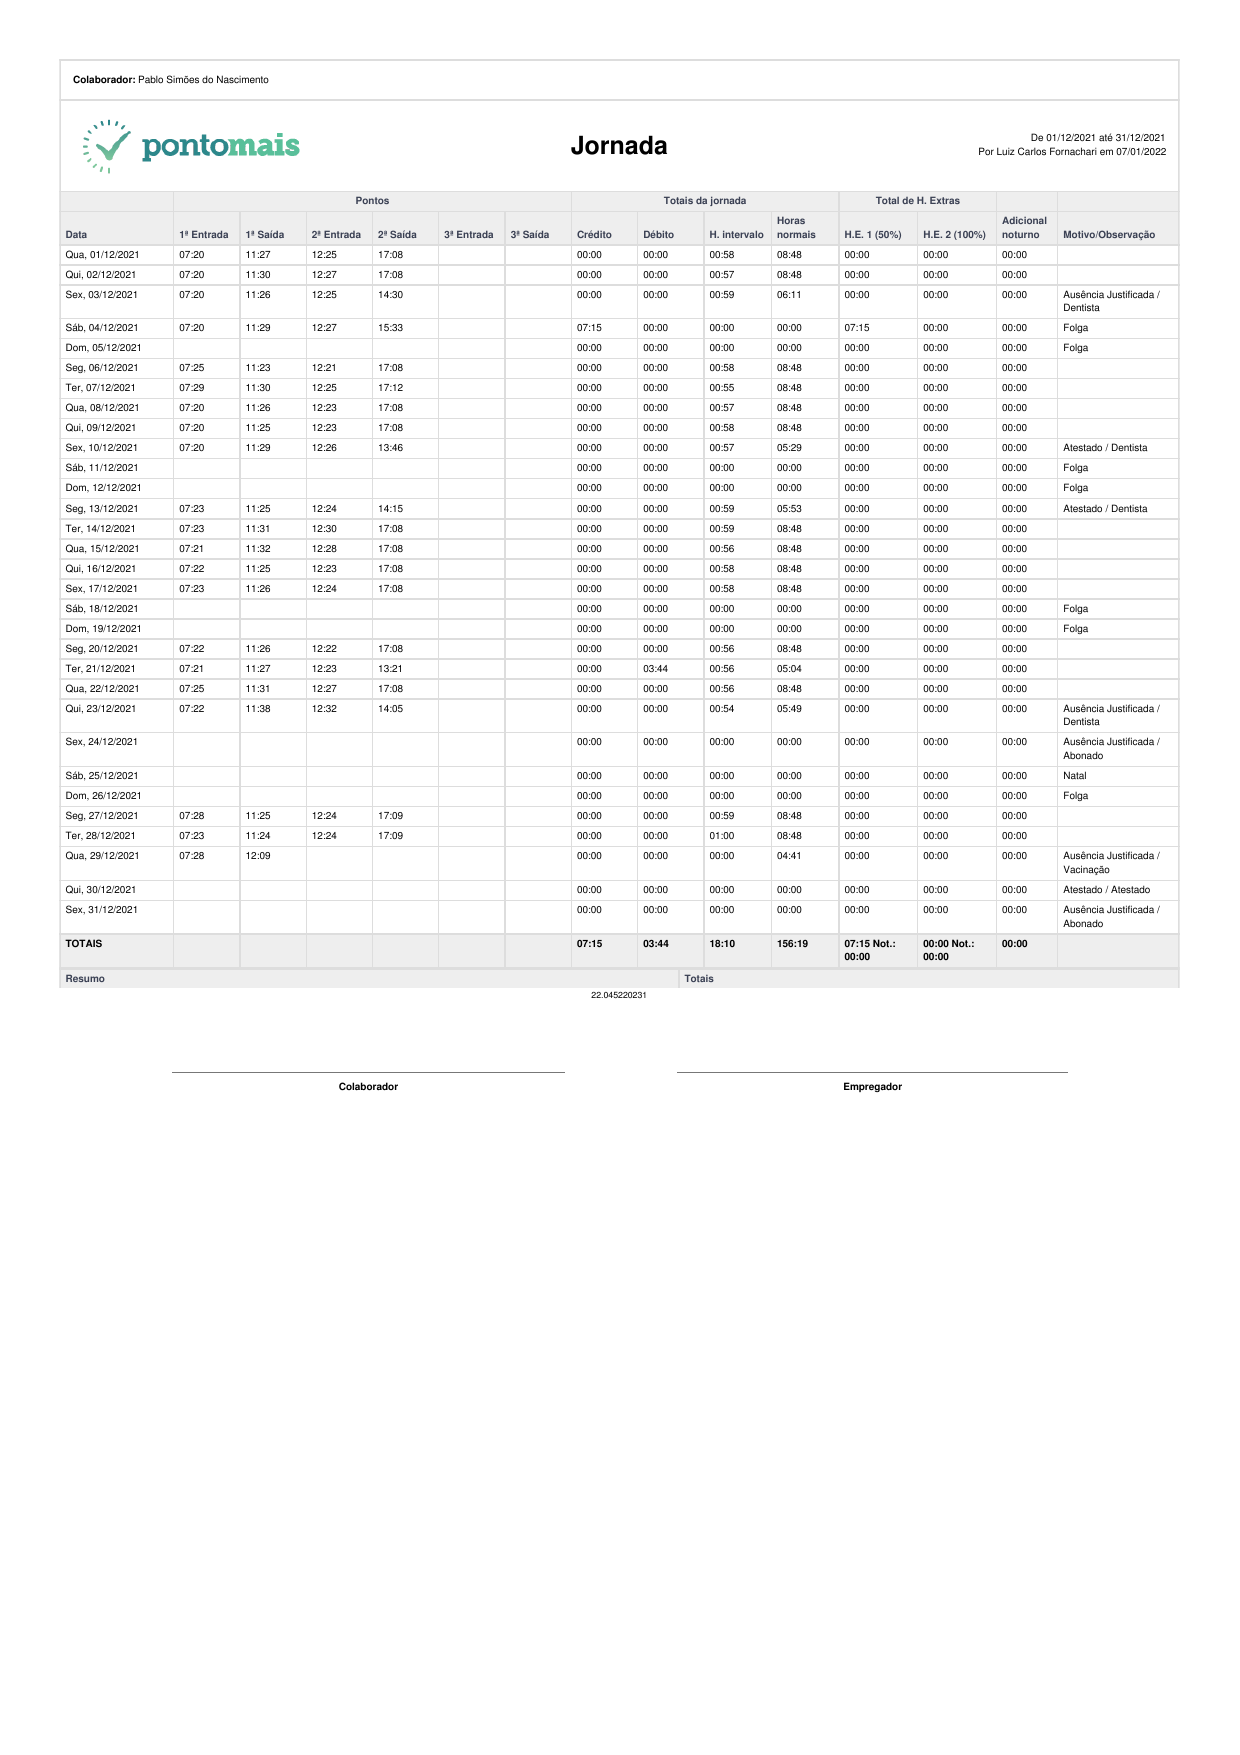 Colaborador: Pablo Simões do Nascimento
pontomais
Jornada
De 01/12/2021 até 31/12/2021
Por Luiz Carlos Fornachari em 07/01/2022
Pontos Totais da jornada Total de H. Extras
Data 1ª Entrada 1ª Saída 2ª Entrada 2ª Saída 3ª Entrada 3ª Saída Crédito Débito H. intervalo Horas normais H.E. 1 (50%) H.E. 2 (100%) Adicional noturno Motivo/Observação
Qua, 01/12/2021 07:20 11:27 12:25 17:08 00:00 00:00 00:58 08:48 00:00 00:00 00:00
Qui, 02/12/2021 07:20 11:30 12:27 17:08 00:00 00:00 00:57 08:48 00:00 00:00 00:00
Sex, 03/12/2021 07:20 11:26 12:25 14:30 00:00 00:00 00:59 06:11 00:00 00:00 00:00 Ausência Justificada /
Dentista
Sáb, 04/12/2021 07:20 11:29 12:27 15:33 07:15 00:00 00:00 00:00 07:15 00:00 00:00 Folga
Dom, 05/12/2021 00:00 00:00 00:00 00:00 00:00 00:00 00:00 Folga
Seg, 06/12/2021 07:25 11:23 12:21 17:08 00:00 00:00 00:58 08:48 00:00 00:00 00:00
Ter, 07/12/2021 07:29 11:30 12:25 17:12 00:00 00:00 00:55 08:48 00:00 00:00 00:00
Qua, 08/12/2021 07:20 11:26 12:23 17:08 00:00 00:00 00:57 08:48 00:00 00:00 00:00
Qui, 09/12/2021 07:20 11:25 12:23 17:08 00:00 00:00 00:58 08:48 00:00 00:00 00:00
Sex, 10/12/2021 07:20 11:29 12:26 13:46 00:00 00:00 00:57 05:29 00:00 00:00 00:00 Atestado / Dentista
Sáb, 11/12/2021 00:00 00:00 00:00 00:00 00:00 00:00 00:00 Folga
Dom, 12/12/2021 00:00 00:00 00:00 00:00 00:00 00:00 00:00 Folga
Seg, 13/12/2021 07:23 11:25 12:24 14:15 00:00 00:00 00:59 05:53 00:00 00:00 00:00 Atestado / Dentista
Ter, 14/12/2021 07:23 11:31 12:30 17:08 00:00 00:00 00:59 08:48 00:00 00:00 00:00
Qua, 15/12/2021 07:21 11:32 12:28 17:08 00:00 00:00 00:56 08:48 00:00 00:00 00:00
Qui, 16/12/2021 07:22 11:25 12:23 17:08 00:00 00:00 00:58 08:48 00:00 00:00 00:00
Sex, 17/12/2021 07:23 11:26 12:24 17:08 00:00 00:00 00:58 08:48 00:00 00:00 00:00
Sáb, 18/12/2021 00:00 00:00 00:00 00:00 00:00 00:00 00:00 Folga
Dom, 19/12/2021 00:00 00:00 00:00 00:00 00:00 00:00 00:00 Folga
Seg, 20/12/2021 07:22 11:26 12:22 17:08 00:00 00:00 00:56 08:48 00:00 00:00 00:00
Ter, 21/12/2021 07:21 11:27 12:23 13:21 00:00 03:44 00:56 05:04 00:00 00:00 00:00
Qua, 22/12/2021 07:25 11:31 12:27 17:08 00:00 00:00 00:56 08:48 00:00 00:00 00:00
Qui, 23/12/2021 07:22 11:38 12:32 14:05 00:00 00:00 00:54 05:49 00:00 00:00 00:00 Ausência Justificada /
Dentista
Sex, 24/12/2021 00:00 00:00 00:00 00:00 00:00 00:00 00:00 Ausência Justificada /
Abonado
Sáb, 25/12/2021 00:00 00:00 00:00 00:00 00:00 00:00 00:00 Natal
Dom, 26/12/2021 00:00 00:00 00:00 00:00 00:00 00:00 00:00 Folga
Seg, 27/12/2021 07:28 11:25 12:24 17:09 00:00 00:00 00:59 08:48 00:00 00:00 00:00
Ter, 28/12/2021 07:23 11:24 12:24 17:09 00:00 00:00 01:00 08:48 00:00 00:00 00:00
Qua, 29/12/2021 07:28 12:09 00:00 00:00 00:00 04:41 00:00 00:00 00:00 Ausência Justificada /
Vacinação
Qui, 30/12/2021 00:00 00:00 00:00 00:00 00:00 00:00 00:00 Atestado / Atestado
Sex, 31/12/2021 00:00 00:00 00:00 00:00 00:00 00:00 00:00 Ausência Justificada /
Abonado
TOTAIS 07:15 03:44 18:10 156:19 07:15 Not.: 00:00 00:00 Not.: 00:00 00:00
Resumo Totais
22.045220231
Colaborador Empregador